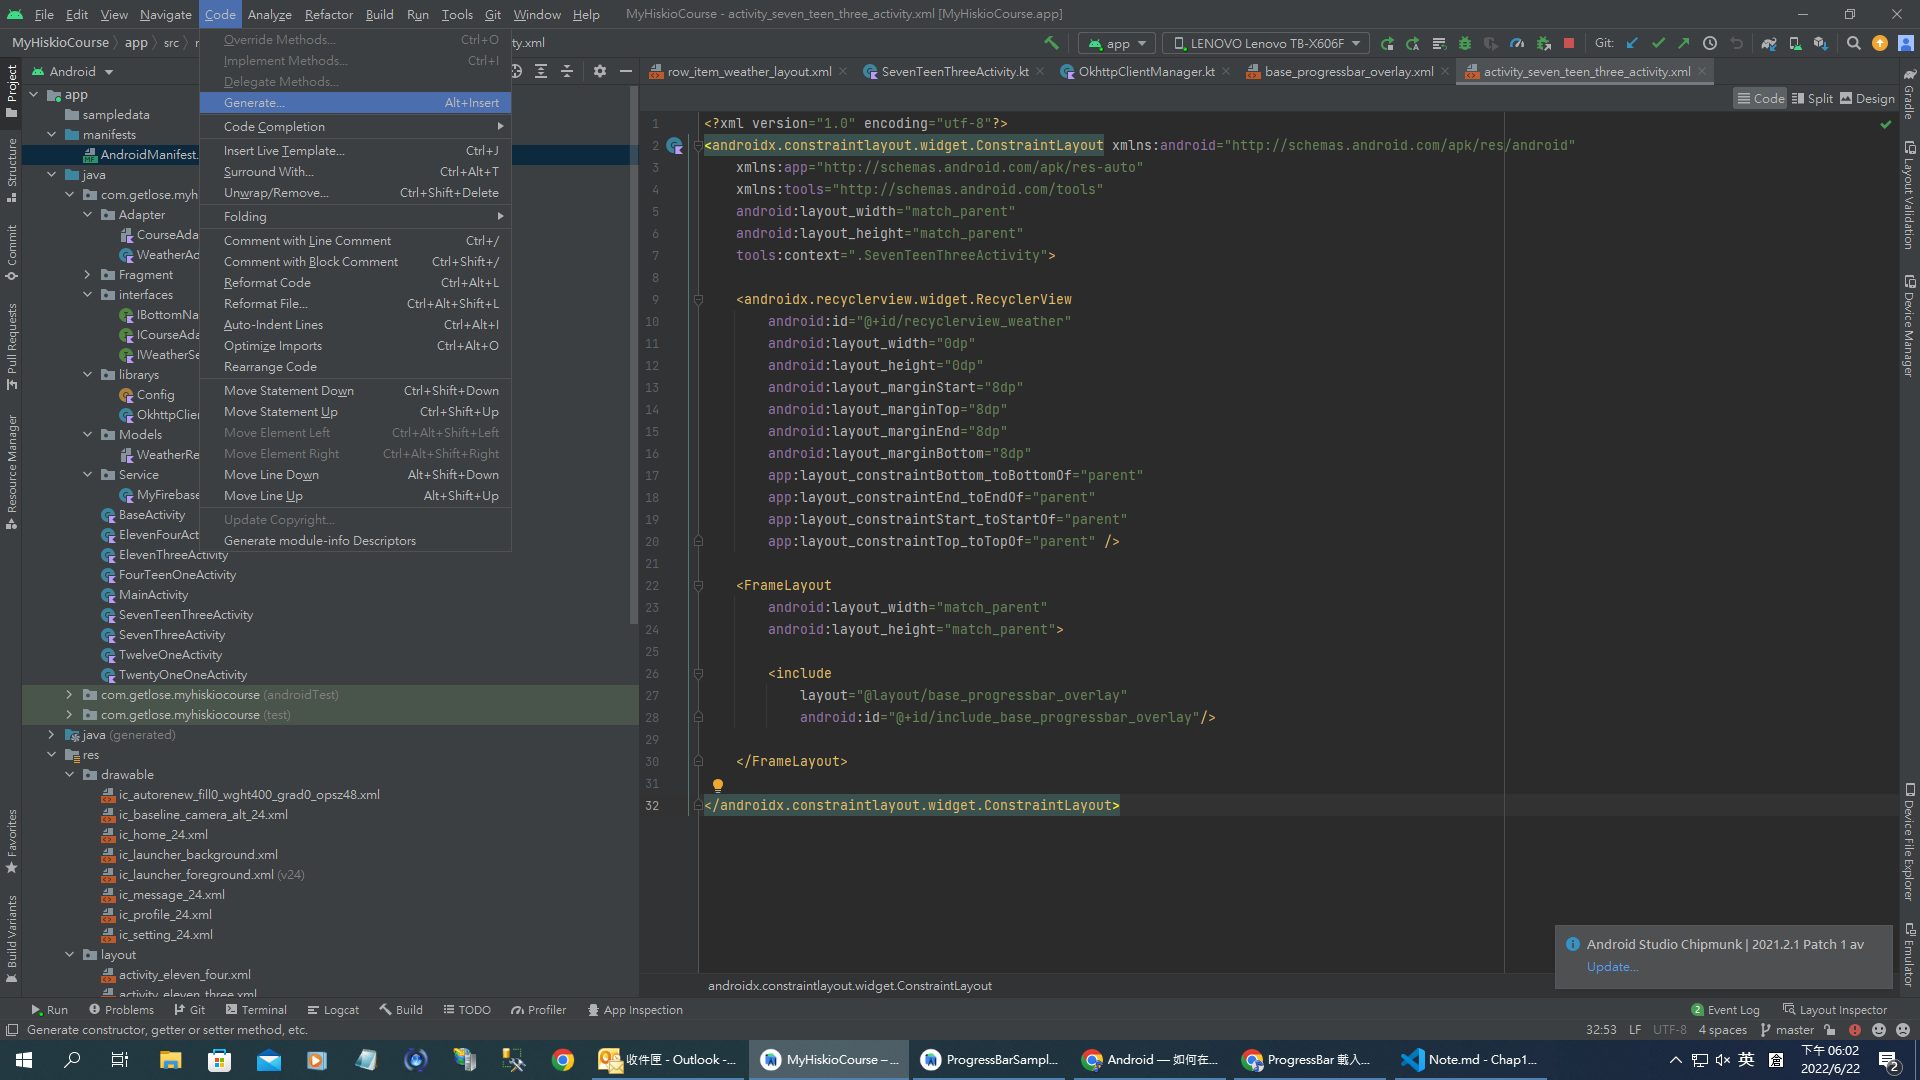 File Edit View Navigate Code Analyze Refactor Build Run Tools Git Window Help MyHiskioCourse - activity_seven_teen_three_activity.xml [MyHiskioCourse.app]
MyHiskioCourse app src ty.xml app LENOVO Lenovo TB-X606F Git:
Android
row_item_weather_layout.xml SevenTeenThreeActivity.kt OkhttpClientManager.kt base_progressbar_overlay.xml activity_seven_teen_three_activity.xml
Code Split Design
Project
Structure
Commit
Pull Requests
Resource Manager
Favorites
Build Variants
app
sampledata
manifests
AndroidManifest.
java
com.getlose.myh
Adapter
CourseAda
WeatherAd
Fragment
interfaces
IBottomNa
ICourseAda
IWeatherSe
librarys
Config
OkhttpClie
Models
WeatherRe
Service
MyFirebase
BaseActivity
ElevenFourAct
ElevenThreeActivity
FourTeenOneActivity
MainActivity
SevenTeenThreeActivity
SevenThreeActivity
TwelveOneActivity
TwentyOneOneActivity
com.getlose.myhiskiocourse (androidTest)
com.getlose.myhiskiocourse (test)
java (generated)
res
drawable
ic_autorenew_fill0_wght400_grad0_opsz48.xml
ic_baseline_camera_alt_24.xml
ic_home_24.xml
ic_launcher_background.xml
ic_launcher_foreground.xml (v24)
ic_message_24.xml
ic_profile_24.xml
ic_setting_24.xml
layout
activity_eleven_four.xml
activity_eleven_three.xml
Override Methods... Ctrl+O
Implement Methods... Ctrl+I
Delegate Methods...
Generate... Alt+Insert
Code Completion
Insert Live Template... Ctrl+J
Surround With... Ctrl+Alt+T
Unwrap/Remove... Ctrl+Shift+Delete
Folding
Comment with Line Comment Ctrl+/
Comment with Block Comment Ctrl+Shift+/
Reformat Code Ctrl+Alt+L
Reformat File... Ctrl+Alt+Shift+L
Auto-Indent Lines Ctrl+Alt+I
Optimize Imports Ctrl+Alt+O
Rearrange Code
Move Statement Down Ctrl+Shift+Down
Move Statement Up Ctrl+Shift+Up
Move Element Left Ctrl+Alt+Shift+Left
Move Element Right Ctrl+Alt+Shift+Right
Move Line Down Alt+Shift+Down
Move Line Up Alt+Shift+Up
Update Copyright...
Generate module-info Descriptors
1 <?xml version="1.0" encoding="utf-8"?>
2 <androidx.constraintlayout.widget.ConstraintLayout xmlns:android="http://schemas.android.com/apk/res/android"
3 xmlns:app="http://schemas.android.com/apk/res-auto"
4 xmlns:tools="http://schemas.android.com/tools"
5 android:layout_width="match_parent"
6 android:layout_height="match_parent"
7 tools:context=".SevenTeenThreeActivity">
8
9 <androidx.recyclerview.widget.RecyclerView
10 android:id="@+id/recyclerview_weather"
11 android:layout_width="0dp"
12 android:layout_height="0dp"
13 android:layout_marginStart="8dp"
14 android:layout_marginTop="8dp"
15 android:layout_marginEnd="8dp"
16 android:layout_marginBottom="8dp"
17 app:layout_constraintBottom_toBottomOf="parent"
18 app:layout_constraintEnd_toEndOf="parent"
19 app:layout_constraintStart_toStartOf="parent"
20 app:layout_constraintTop_toTopOf="parent" />
21
22 <FrameLayout
23 android:layout_width="match_parent"
24 android:layout_height="match_parent">
25
26 <include
27 layout="@layout/base_progressbar_overlay"
28 android:id="@+id/include_base_progressbar_overlay"/>
29
30 </FrameLayout>
31
32 </androidx.constraintlayout.widget.ConstraintLayout>
androidx.constraintlayout.widget.ConstraintLayout
Gradle
Layout Validation
Device Manager
Device File Explorer
Emulator
Android Studio Chipmunk | 2021.2.1 Patch 1 av
Update...
Run Problems Git Terminal Logcat Build TODO Profiler App Inspection 2 Event Log Layout Inspector
Generate constructor, getter or setter method, etc. 32:53 LF UTF-8 4 spaces master
收件匣 - Outlook -... MyHiskioCourse – ... ProgressBarSampl... Android — 如何在... ProgressBar 載入... Note.md - Chap1... 英 倉 下午 06:02
2022/6/22 2